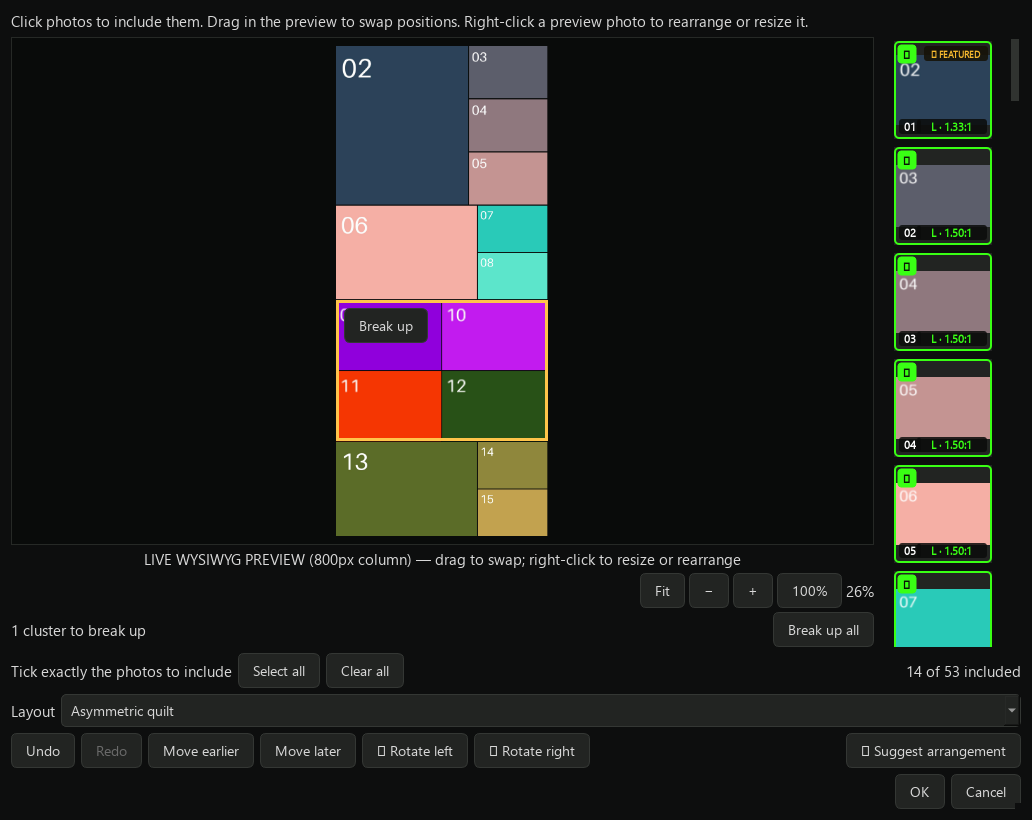 Click photos to include them. Drag in the preview to swap positions. Right-click a preview photo to rearrange or resize it.
02
03
04
05
06
07
08
Break up
10
11
12
13
14
15
FEATURED
02
01 L · 1.33:1
03
02 L · 1.50:1
04
03 L · 1.50:1
05
04 L · 1.50:1
06
05 L · 1.50:1
07
LIVE WYSIWYG PREVIEW (800px column) — drag to swap; right-click to resize or rearrange
Fit − + 100% 26%
1 cluster to break up
Break up all
Tick exactly the photos to include Select all Clear all
14 of 53 included
Layout Asymmetric quilt
Undo Redo Move earlier Move later Rotate left Rotate right Suggest arrangement
OK Cancel